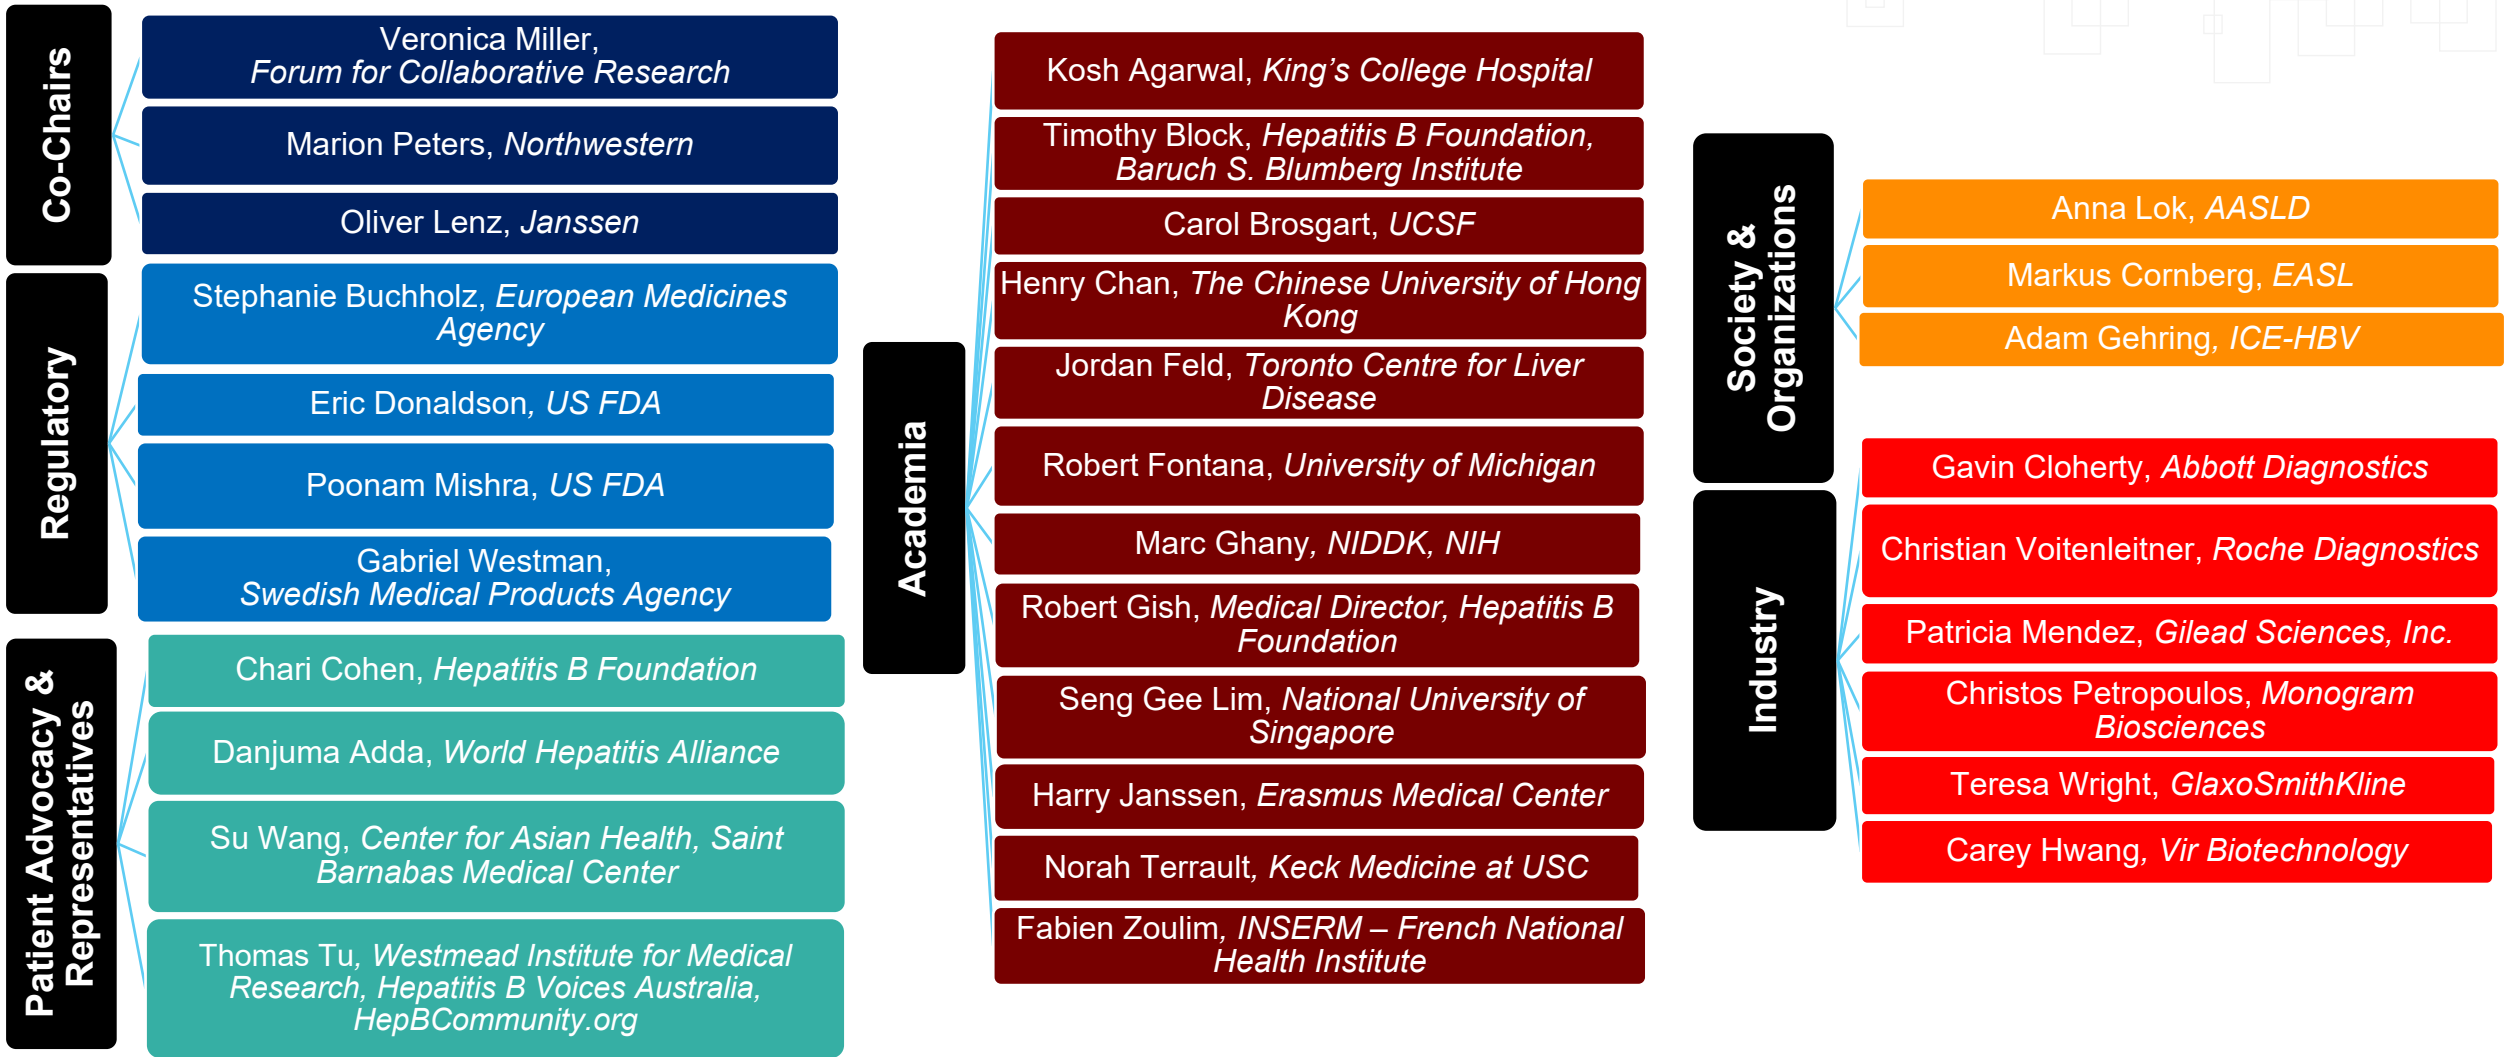 Co-Chairs
Veronica Miller,
Forum for Collaborative Research
Marion Peters, Northwestern
Oliver Lenz, Janssen
Regulatory
Stephanie Buchholz, European Medicines
Agency
Eric Donaldson, US FDA
Poonam Mishra, US FDA
Gabriel Westman,
Swedish Medical Products Agency
Patient Advocacy &
Representatives
Chari Cohen, Hepatitis B Foundation
Danjuma Adda, World Hepatitis Alliance
Su Wang, Center for Asian Health, Saint
Barnabas Medical Center
Thomas Tu, Westmead Institute for Medical
Research, Hepatitis B Voices Australia,
HepBCommunity.org
Academia
Kosh Agarwal, King’s College Hospital
Timothy Block, Hepatitis B Foundation,
Baruch S. Blumberg Institute
Carol Brosgart, UCSF
Henry Chan, The Chinese University of Hong
Kong
Jordan Feld, Toronto Centre for Liver
Disease
Robert Fontana, University of Michigan
Marc Ghany, NIDDK, NIH
Robert Gish, Medical Director, Hepatitis B
Foundation
Seng Gee Lim, National University of
Singapore
Harry Janssen, Erasmus Medical Center
Norah Terrault, Keck Medicine at USC
Fabien Zoulim, INSERM – French National
Health Institute
Society &
Organizations
Anna Lok, AASLD
Markus Cornberg, EASL
Adam Gehring, ICE-HBV
Industry
Gavin Cloherty, Abbott Diagnostics
Christian Voitenleitner, Roche Diagnostics
Patricia Mendez, Gilead Sciences, Inc.
Christos Petropoulos, Monogram
Biosciences
Teresa Wright, GlaxoSmithKline
Carey Hwang, Vir Biotechnology